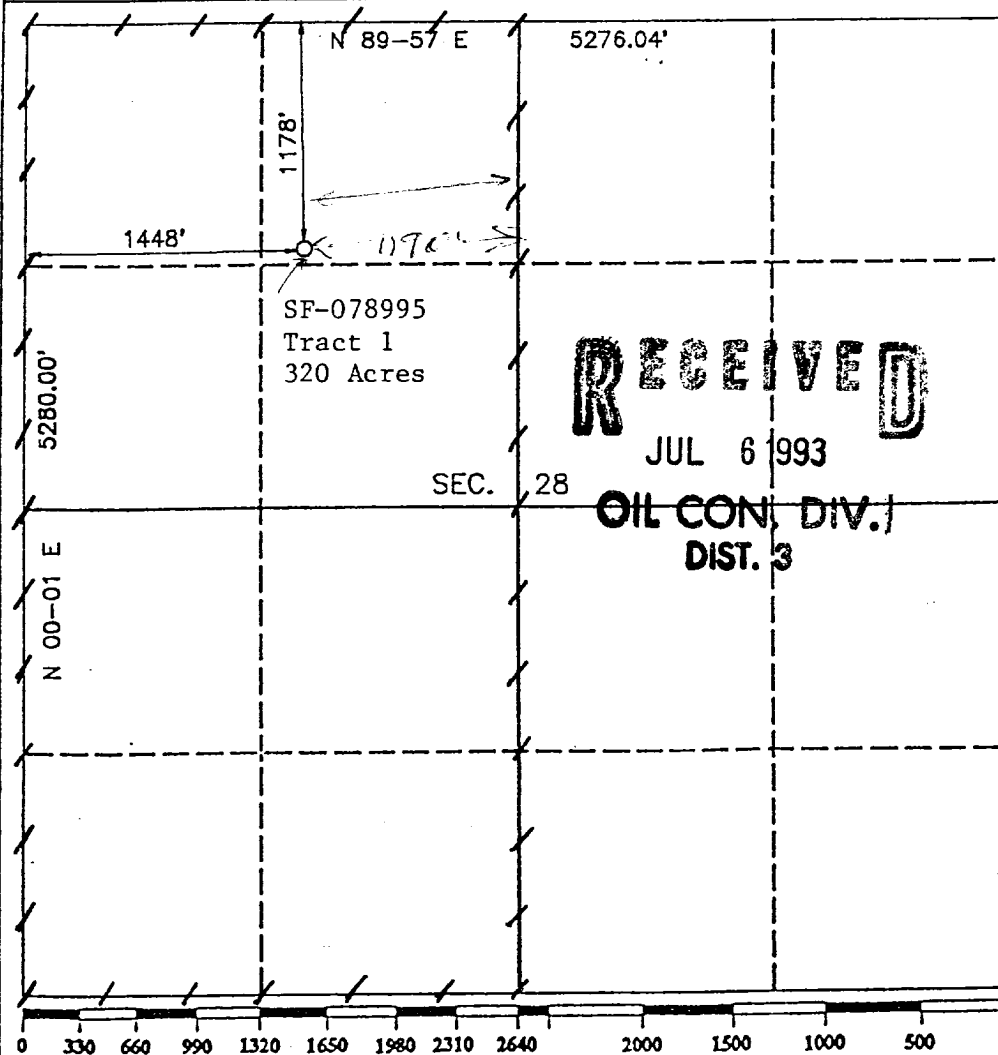 N 89-57 E 5276.04'
1178'
1448'
SF-078995
Tract 1
320 Acres
5280.00'
RECEIVED
JUL 6 1993
SEC. 28
OIL CON. DIV.
DIST. 3
N 00-01 E
0 330 660 990 1320 1650 1980 2310 2640 2000 1500 1000 500